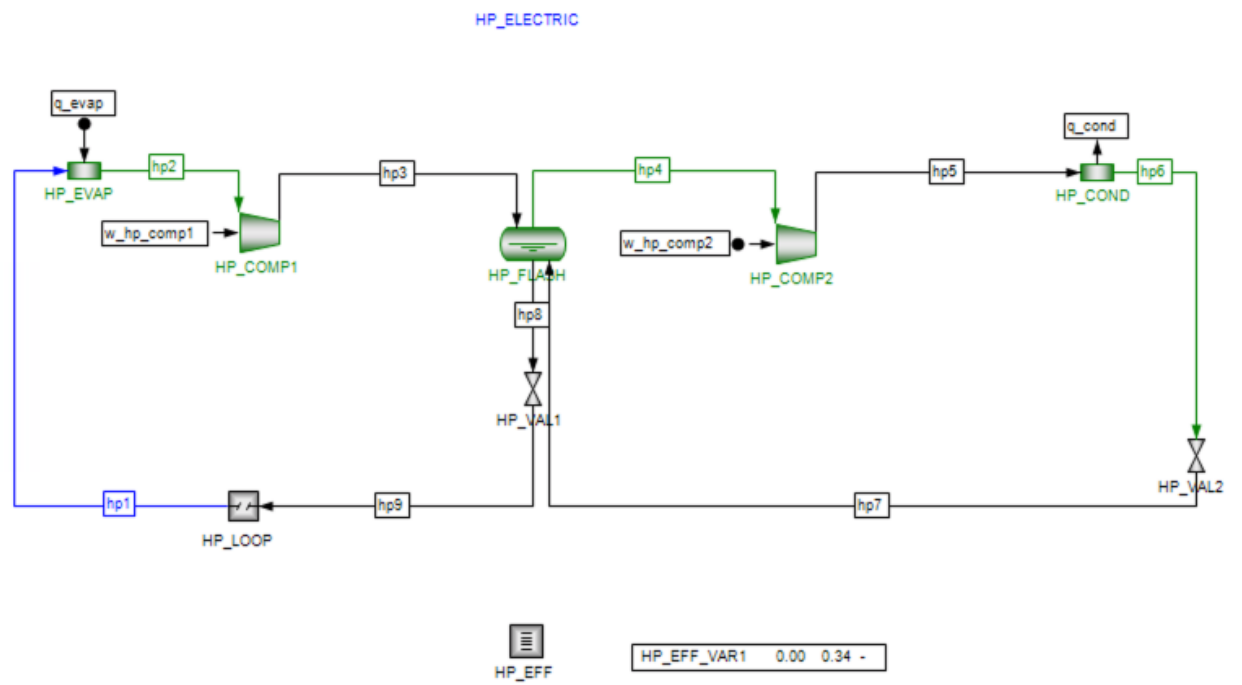 HP_ELECTRIC
q_evap
q_cond
hp2
hp3
hp4
hp5
hp6
HP_EVAP
HP_COND
w_hp_comp1
w_hp_comp2
HP_COMP1
HP_FLASH
HP_COMP2
hp8
HP_VAL1
HP_VAL2
hp1
hp9
hp7
HP_LOOP
HP_EFF
HP_EFF_VAR1 0.00 0.34 -